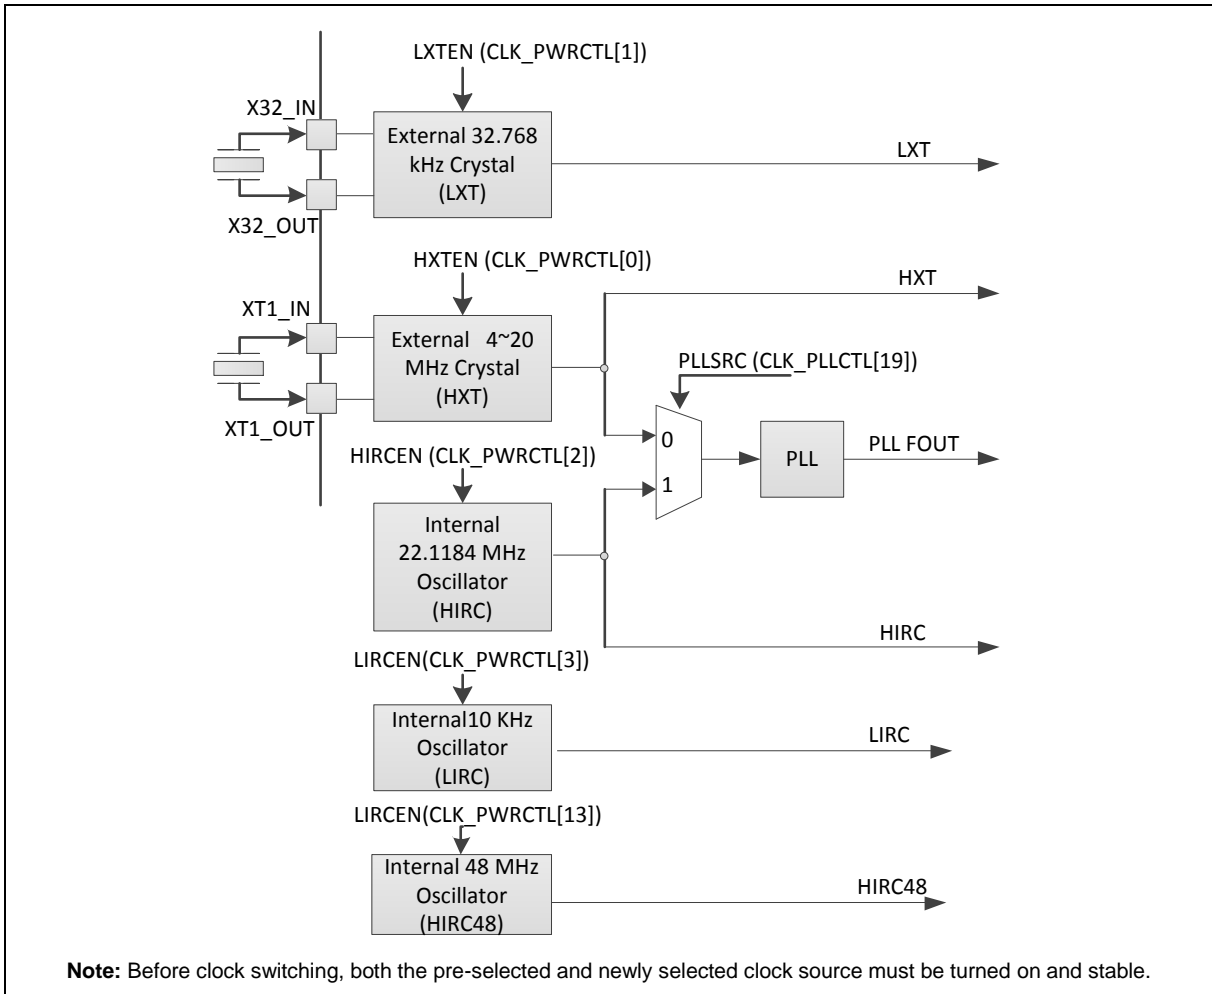 LXTEN (CLK_PWRCTL[1])
X32_IN
External 32.768
kHz Crystal
(LXT)
LXT
X32_OUT
HXTEN (CLK_PWRCTL[0])
HXT
XT1_IN
External 4~20
MHz Crystal
(HXT)
PLLSRC (CLK_PLLCTL[19])
XT1_OUT
0
1
PLL
PLL FOUT
HIRCEN (CLK_PWRCTL[2])
Internal
22.1184 MHz
Oscillator
(HIRC)
HIRC
LIRCEN(CLK_PWRCTL[3])
Internal10 KHz
Oscillator
(LIRC)
LIRC
LIRCEN(CLK_PWRCTL[13])
Internal 48 MHz
Oscillator
(HIRC48)
HIRC48
Note: Before clock switching, both the pre-selected and newly selected clock source must be turned on and stable.